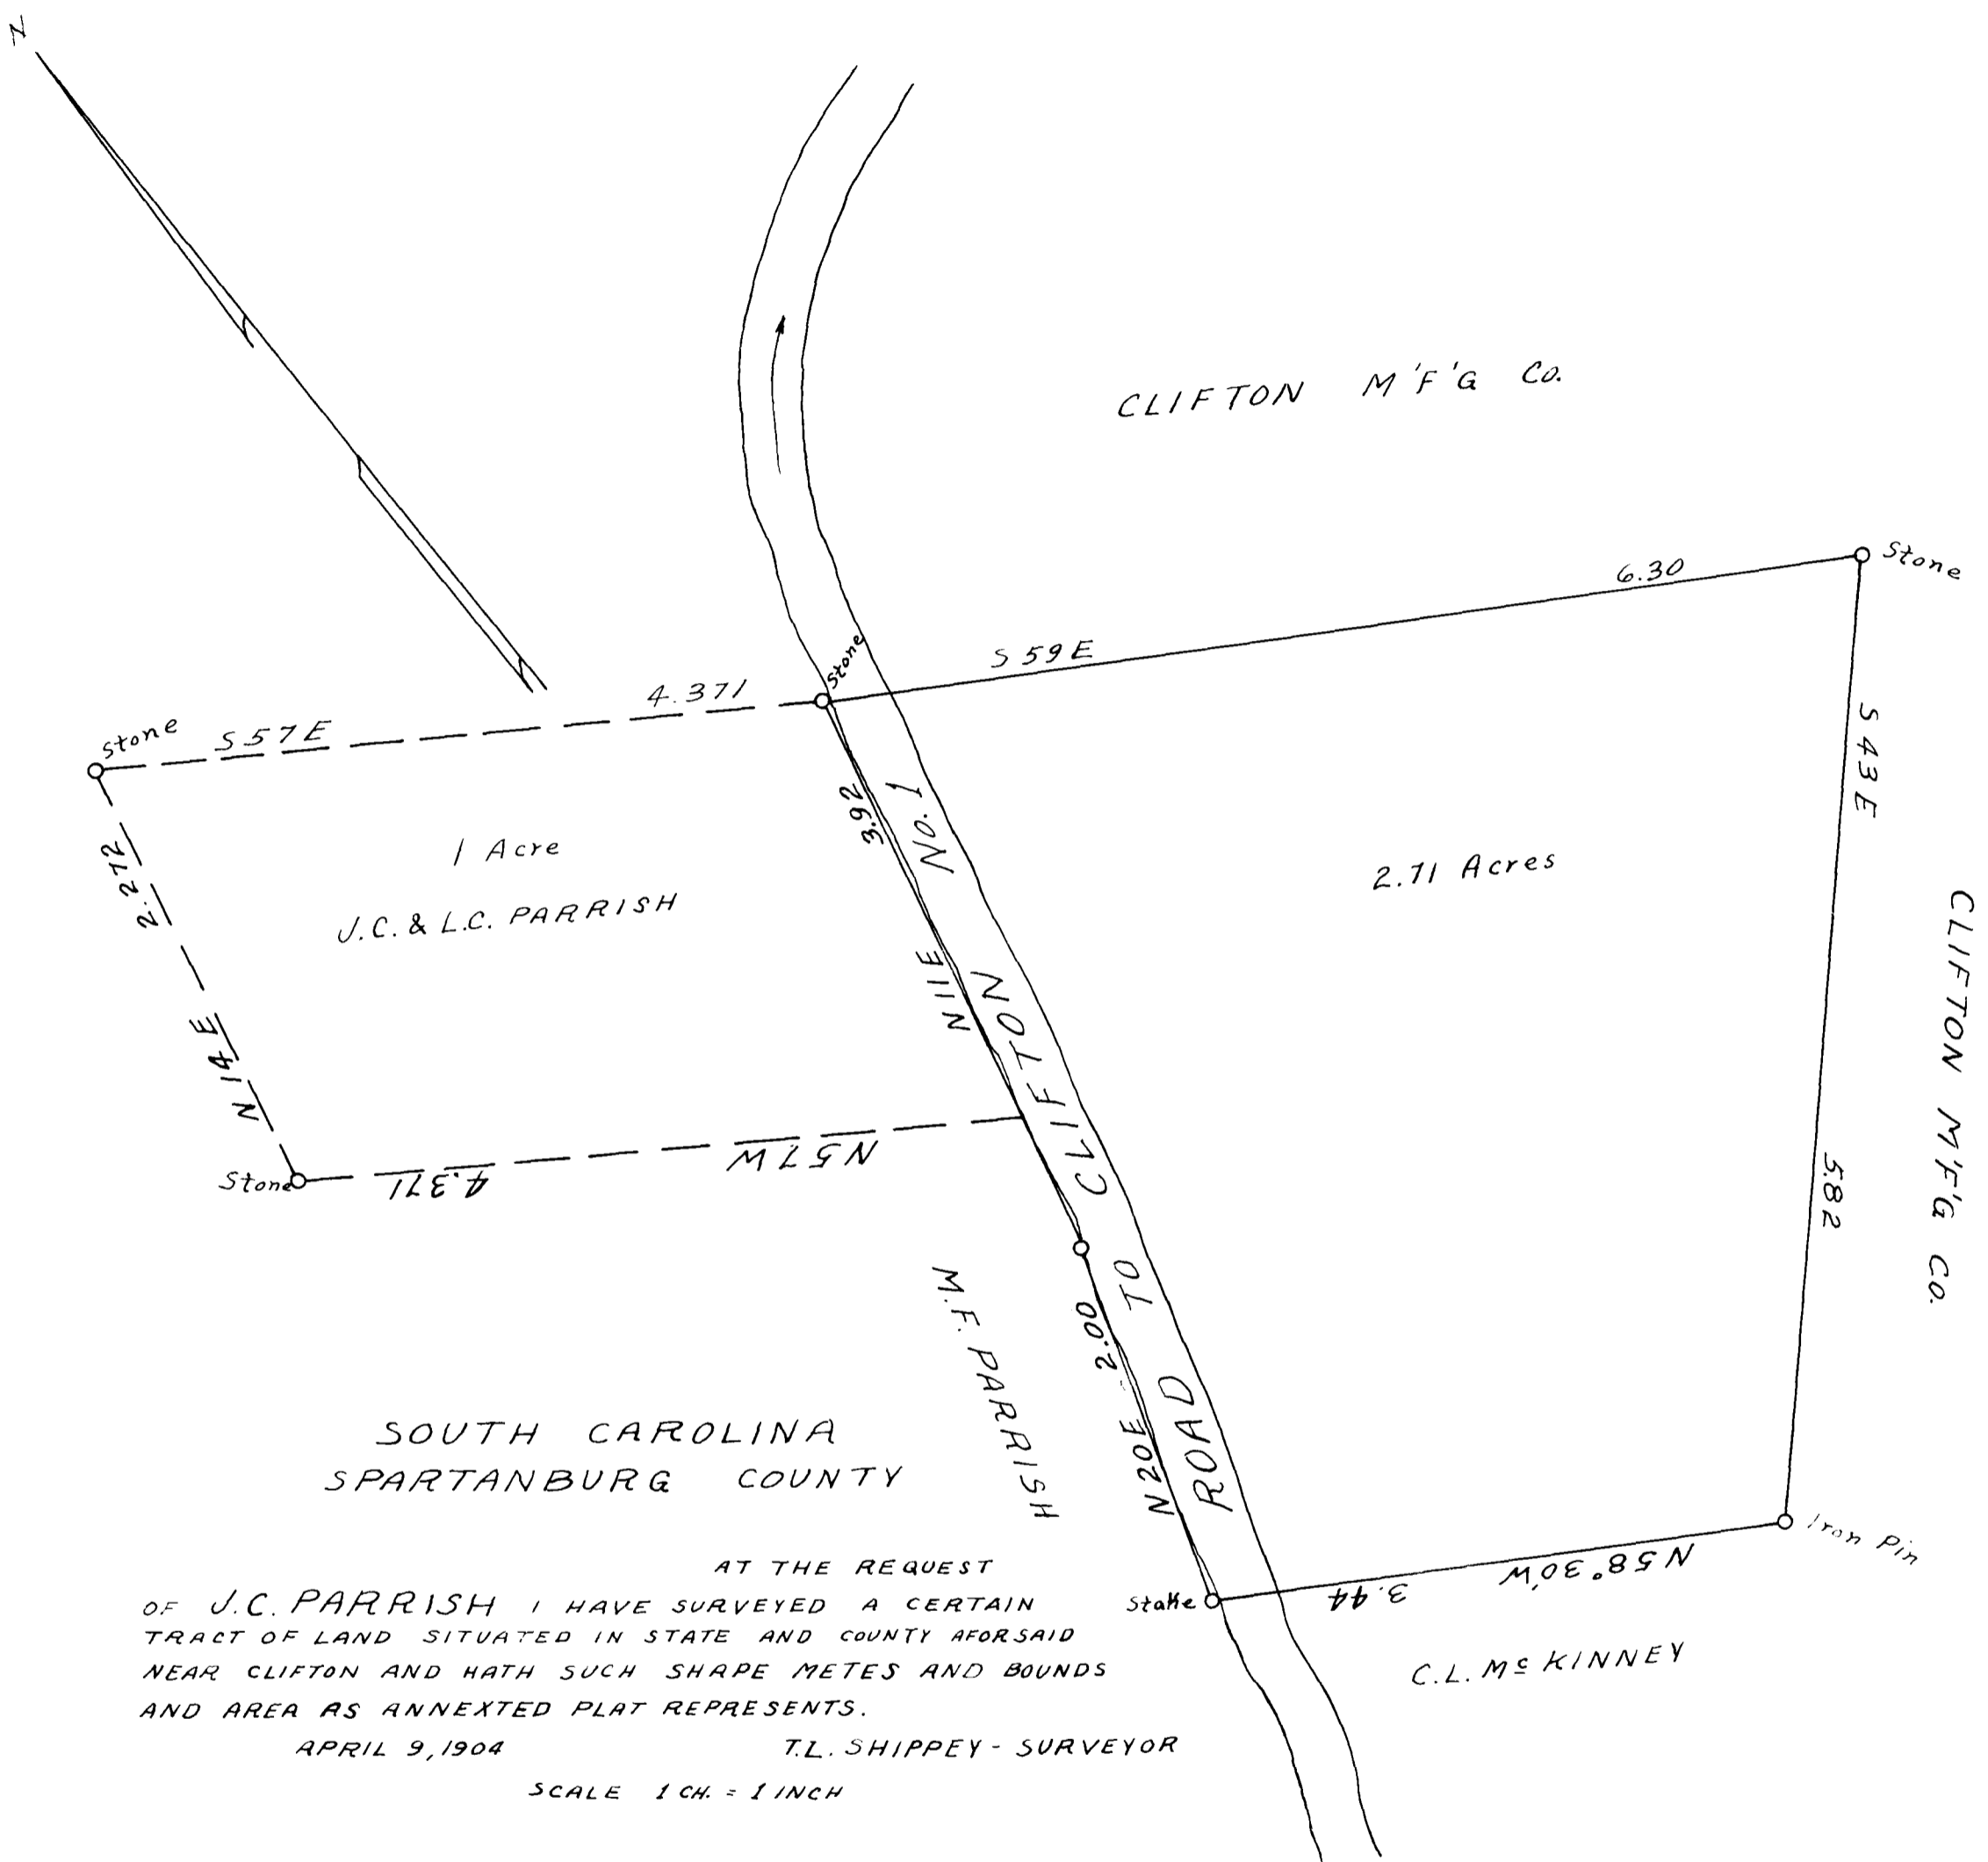 N
CLIFTON M'F'G Co.
Stone
6.30
S 59 E
Stone
4.371
S 57 E
Stone
S 43 E
5.82
CLIFTON M'F'G CO.
3.92
N 11 E
ROAD TO CLIFTON No. 1
2.71 Acres
1 Acre
J.C. & L.C. PARRISH
2.272
N 14 E
Stone
4.371
N 57 W
M.F. PARRISH
N 20 E - 2.00
Iron Pin
N 58° 30' W
3.44
Stake
C.L. Mc KINNEY
SOUTH CAROLINA
SPARTANBURG COUNTY
AT THE REQUEST
OF J.C. PARRISH I HAVE SURVEYED A CERTAIN
TRACT OF LAND SITUATED IN STATE AND COUNTY AFORSAID
NEAR CLIFTON AND HATH SUCH SHAPE METES AND BOUNDS
AND AREA AS ANNEXTED PLAT REPRESENTS.
APRIL 9, 1904 T.L. SHIPPEY - SURVEYOR
SCALE 1 CH. = 1 INCH